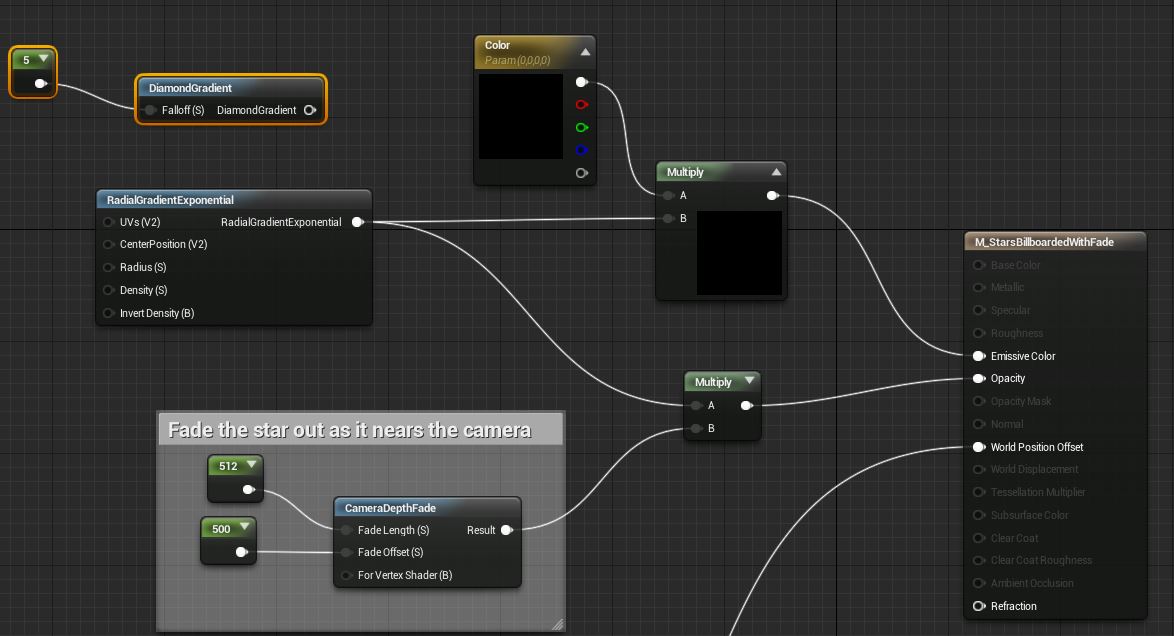 5
DiamondGradient
Falloff (S) DiamondGradient
Color
Param (0,0,0,0)
RadialGradientExponential
UVs (V2) RadialGradientExponential
CenterPosition (V2)
Radius (S)
Density (S)
Invert Density (B)
Multiply
A
B
M_StarsBillboardedWithFade
Base Color
Metallic
Specular
Roughness
Emissive Color
Opacity
Opacity Mask
Normal
World Position Offset
World Displacement
Tessellation Multiplier
Subsurface Color
Clear Coat
Clear Coat Roughness
Ambient Occlusion
Refraction
Multiply
A
B
Fade the star out as it nears the camera
512
500
CameraDepthFade
Fade Length (S) Result
Fade Offset (S)
For Vertex Shader (B)